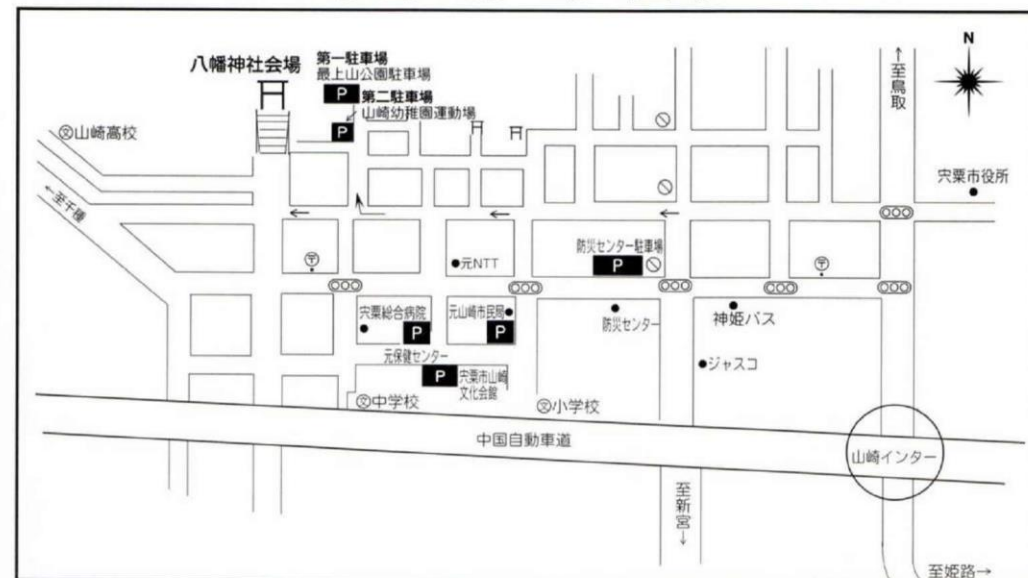 八幡神社会場
第一駐車場
最上山公園駐車場
P
第二駐車場
山崎幼稚園運動場
P
←至鳥取
N
㊫山崎高校
←至千種
宍粟市役所
〒
元NTT
防災センター駐車場
P
〒
宍粟総合病院
P
元山崎市民局
P
防災センター
神姫バス
ジャスコ
元保健センター
P
宍粟市山崎
文化会館
㊫中学校
㊫小学校
中国自動車道
山崎インター
至新宮→
至姫路→